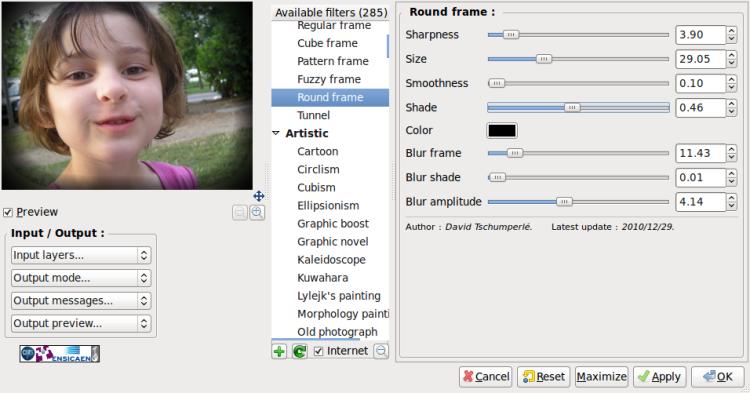 Available filters (285)
Regular frame
Cube frame
Pattern frame
Fuzzy frame
Round frame
Tunnel
Artistic
Cartoon
Circlism
Cubism
Ellipsionism
Graphic boost
Graphic novel
Kaleidoscope
Kuwahara
Lylejk's painting
Morphology painti
Old photograph
Internet
Preview
Input / Output :
Input layers...
Output mode...
Output messages...
Output preview...
ENSICAEN
Round frame :
Sharpness 3.90
Size 29.05
Smoothness 0.10
Shade 0.46
Color
Blur frame 11.43
Blur shade 0.01
Blur amplitude 4.14
Author : David Tschumperlé. Latest update : 2010/12/29.
Cancel Reset Maximize Apply OK